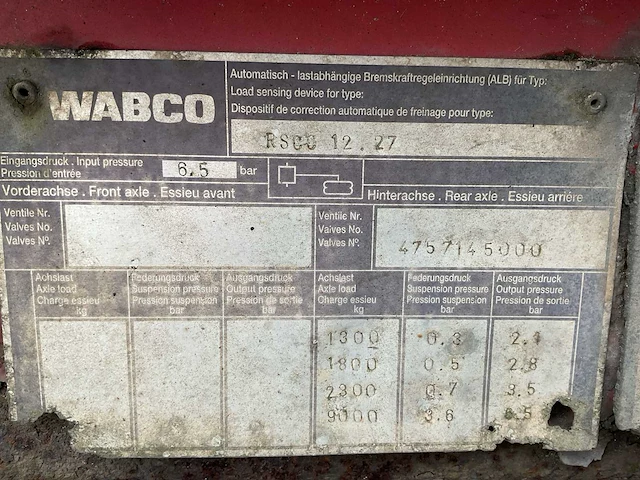 WABCO
Automatisch - lastabhängige Bremskraftregeleinrichtung (ALB) für Typ:
Load sensing device for type:
Dispositif de correction automatique de freinage pour type:
RSCC 12.27
Eingangsdruck . Input pressure
Pression d'entrée
6.5 bar
Vorderachse . Front axle . Essieu avant
Hinterachse . Rear axle . Essieu arrière
Ventile Nr.
Valves No.
Valves Nº.
Ventile Nr.
Valves No.
Valves Nº.
4757145000
Achslast
Axle load
Charge essieu
kg
Federungsdruck
Suspension pressure
Pression suspension
bar
Ausgangsdruck
Output pressure
Pression de sortie
bar
Achslast
Axle load
Charge essieu
kg
Federungsdruck
Suspension pressure
Pression suspension
bar
Ausgangsdruck
Output pressure
Pression de sortie
bar
1300 0.3
1800 0.5 2.8
2300 0.7 3.5
9000 3.6 6.5